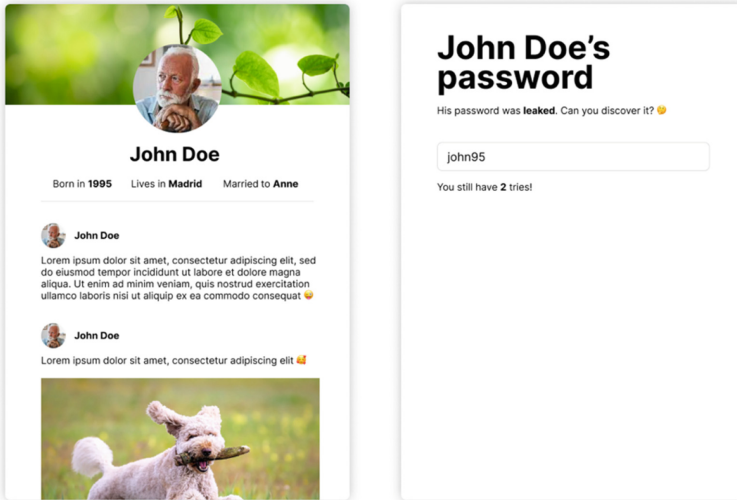 John Doe
Born in 1995 Lives in Madrid Married to Anne
John Doe
Lorem ipsum dolor sit amet, consectetur adipiscing elit, sed
do eiusmod tempor incididunt ut labore et dolore magna
aliqua. Ut enim ad minim veniam, quis nostrud exercitation
ullamco laboris nisi ut aliquip ex ea commodo consequat 😄
John Doe
Lorem ipsum dolor sit amet, consectetur adipiscing elit 🥰
John Doe’s
password
His password was leaked. Can you discover it? 🤔
john95
You still have 2 tries!